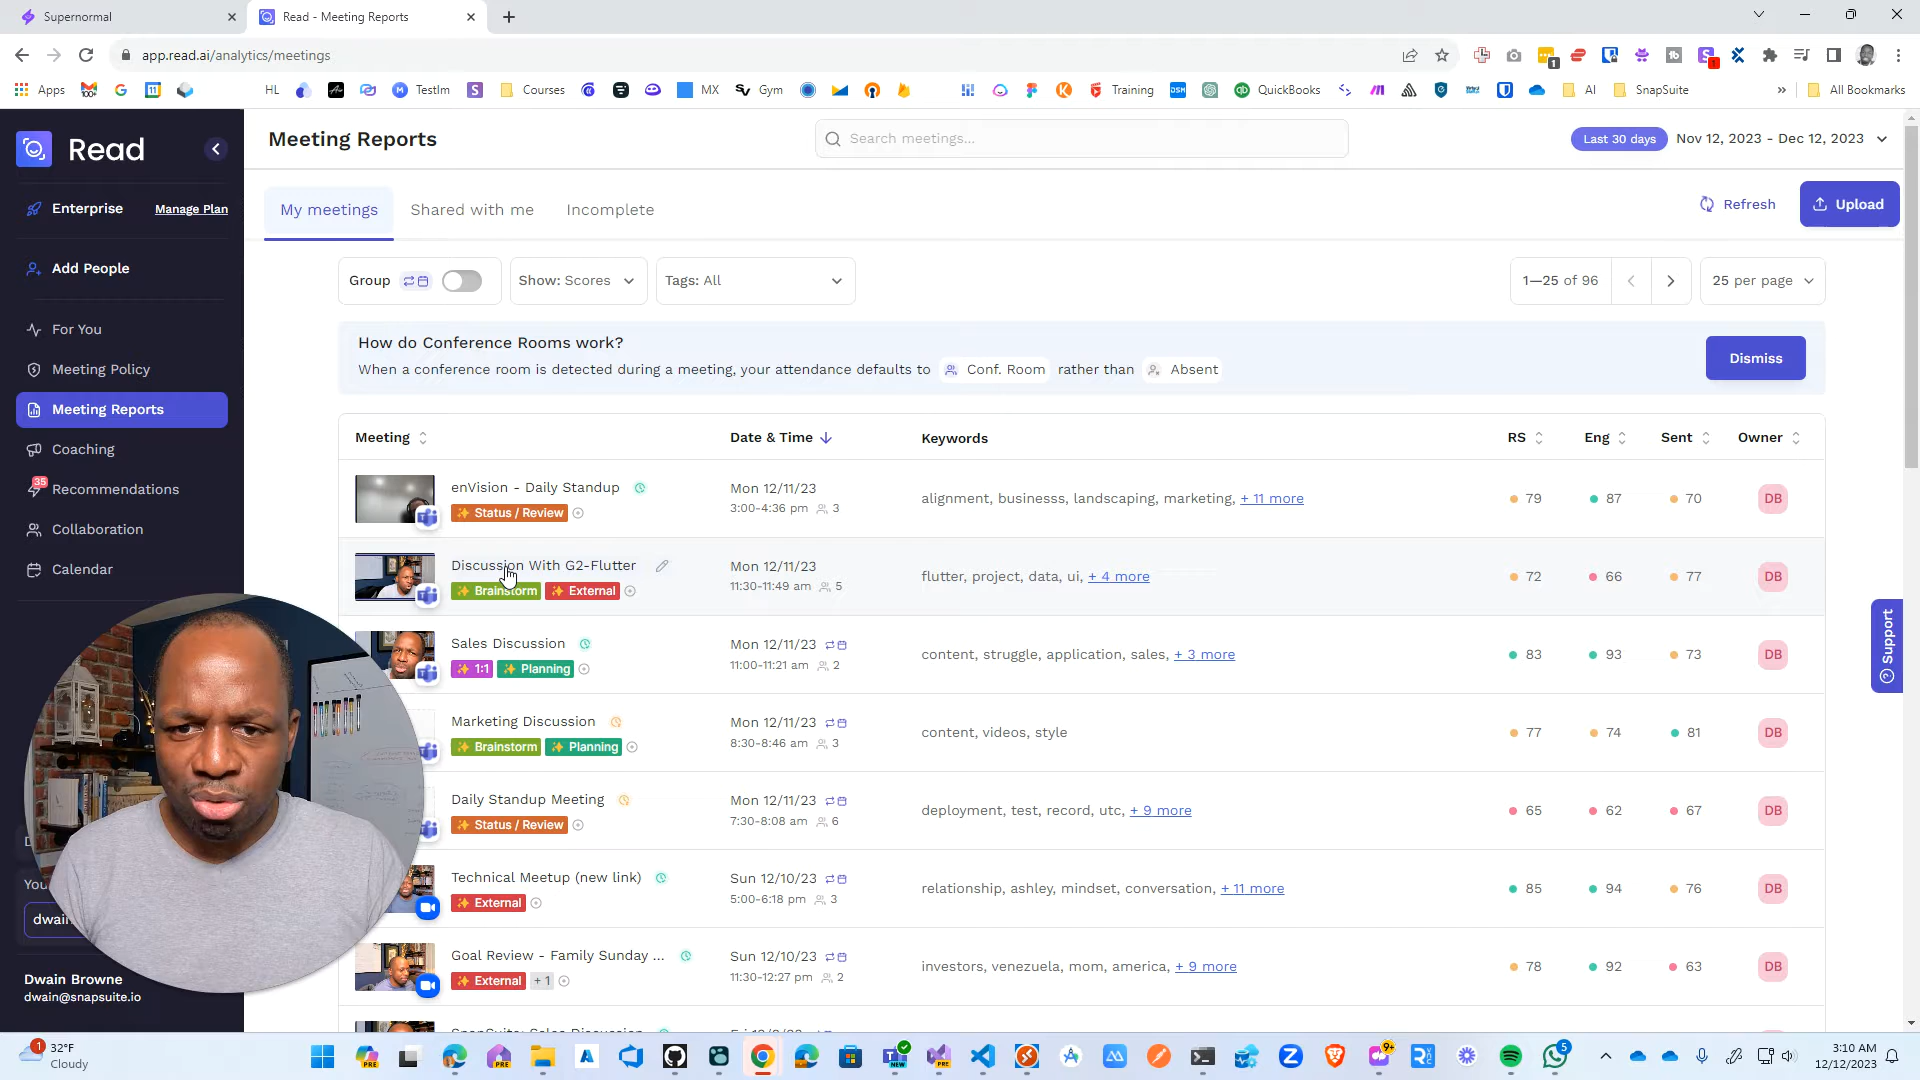 Supernormal
Read - Meeting Reports
app.read.ai/analytics/meetings
1
1
Apps
HL
TestIm
Courses
MX
Gym
Training
QuickBooks
AI
SnapSuite
»
All Bookmarks
Read
Enterprise
Manage Plan
Add People
For You
Meeting Policy
Meeting Reports
Coaching
35
Recommendations
Collaboration
Calendar
You
dwain
Dwain Browne
dwain@snapsuite.io
Meeting Reports
Search meetings...
Last 30 days
Nov 12, 2023 - Dec 12, 2023
My meetings
Shared with me
Incomplete
Refresh
Upload
Group
Show: Scores
Tags: All
1—25 of 96
25 per page
How do Conference Rooms work?
When a conference room is detected during a meeting, your attendance defaults to Conf. Room rather than Absent
Dismiss
Meeting
Date & Time
Keywords
RS
Eng
Sent
Owner
enVision - Daily Standup
Status / Review
Mon 12/11/23
3:00-4:36 pm 3
alignment, businesss, landscaping, marketing, + 11 more
79
87
70
DB
Discussion With G2-Flutter
Brainstorm
External
Mon 12/11/23
11:30-11:49 am 5
flutter, project, data, ui, + 4 more
72
66
77
DB
Sales Discussion
1:1
Planning
Mon 12/11/23
11:00-11:21 am 2
content, struggle, application, sales, + 3 more
83
93
73
DB
Marketing Discussion
Brainstorm
Planning
Mon 12/11/23
8:30-8:46 am 3
content, videos, style
77
74
81
DB
Daily Standup Meeting
Status / Review
Mon 12/11/23
7:30-8:08 am 6
deployment, test, record, utc, + 9 more
65
62
67
DB
Technical Meetup (new link)
External
Sun 12/10/23
5:00-6:18 pm 3
relationship, ashley, mindset, conversation, + 11 more
85
94
76
DB
Goal Review - Family Sunday ...
External
+ 1
Sun 12/10/23
11:30-12:27 pm 2
investors, venezuela, mom, america, + 9 more
78
92
63
DB
Support
1
32°F
Cloudy
9+
5
3:10 AM
12/12/2023